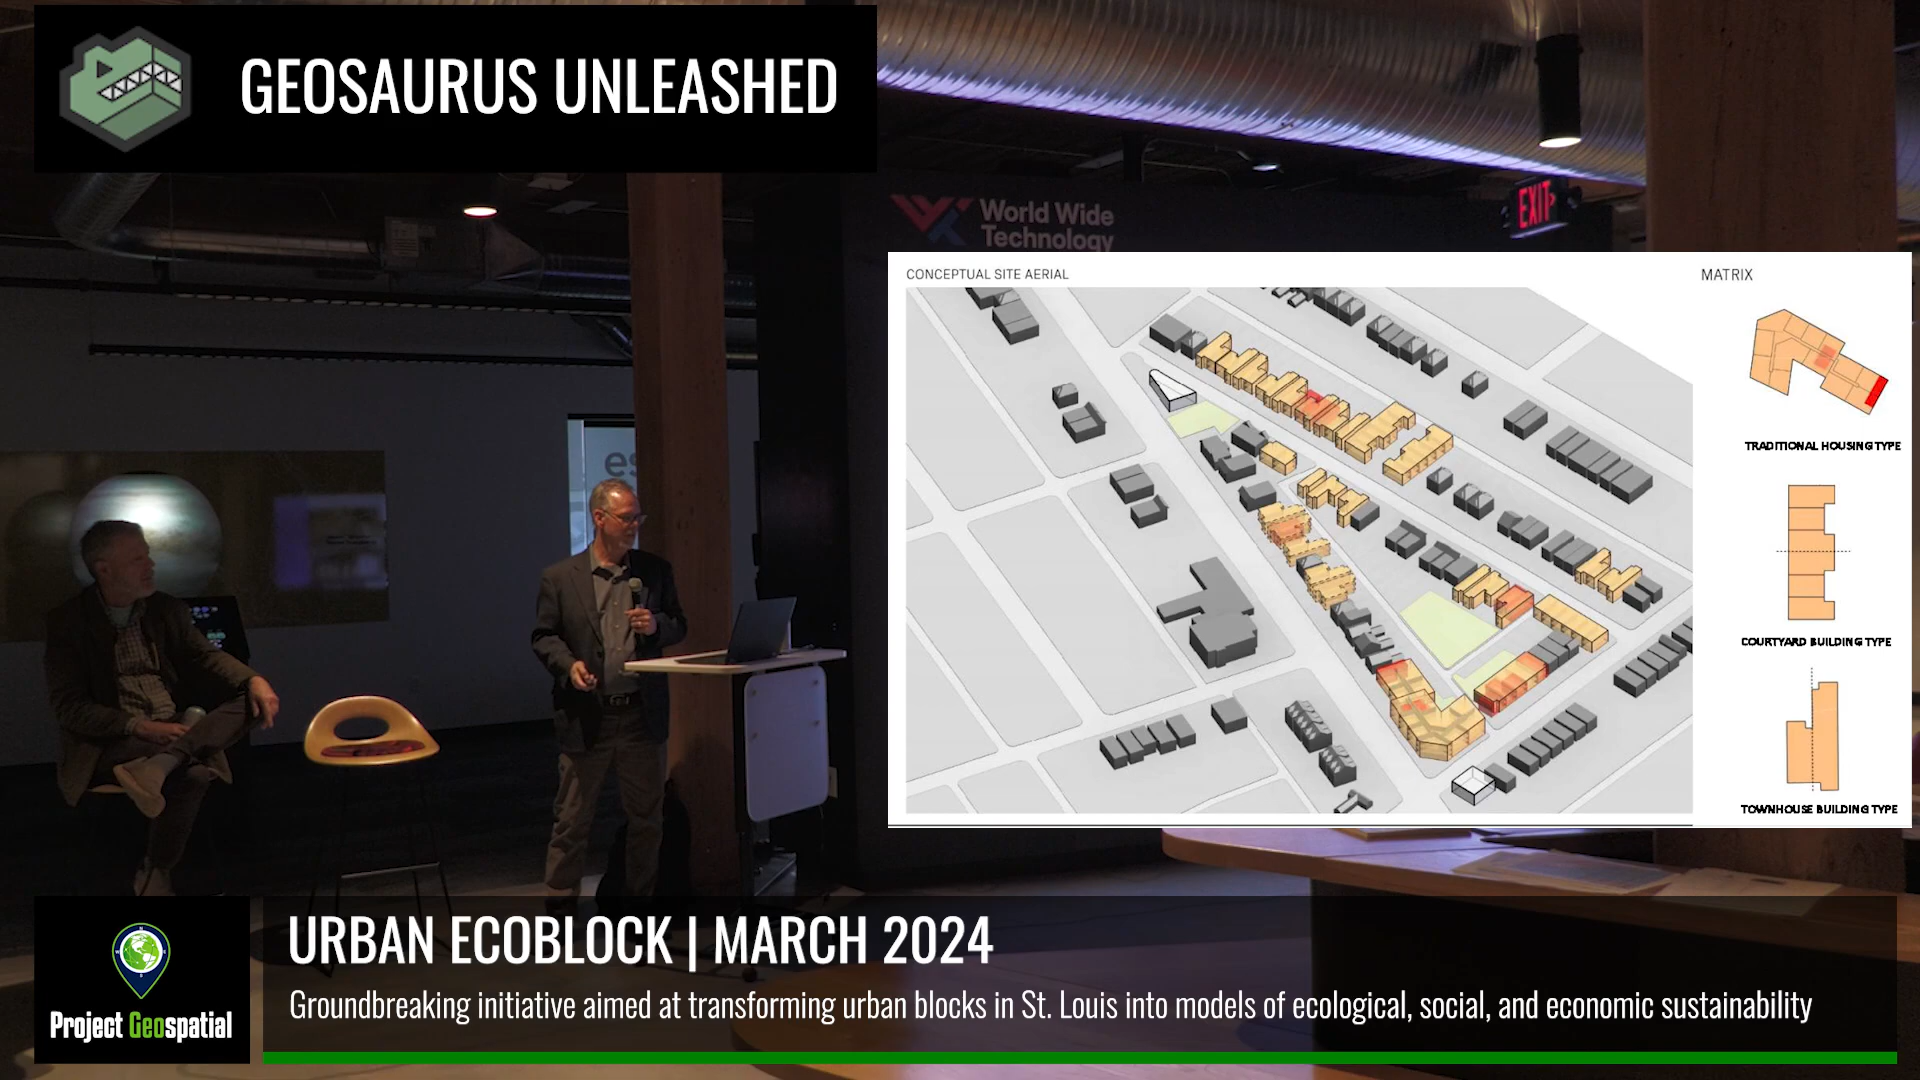 GEOSAURUS UNLEASHED
World Wide
Technology
EXIT
CONCEPTUAL SITE AERIAL
MATRIX
TRADITIONAL HOUSING TYPE
COURTYARD BUILDING TYPE
TOWNHOUSE BUILDING TYPE
es
URBAN ECOBLOCK | MARCH 2024
Groundbreaking initiative aimed at transforming urban blocks in St. Louis into models of ecological, social, and economic sustainability
Project Geospatial